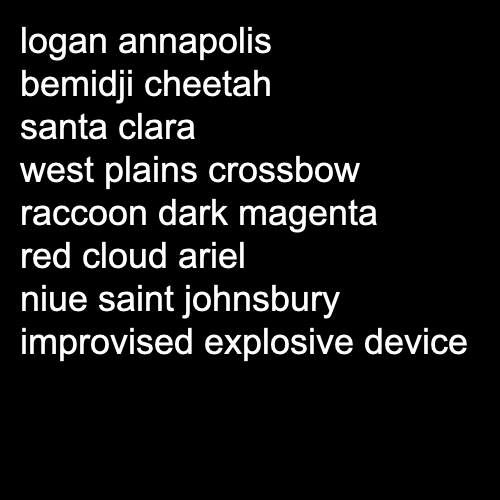 logan annapolis
bemidji cheetah
santa clara
west plains crossbow
raccoon dark magenta
red cloud ariel
niue saint johnsbury
improvised explosive device